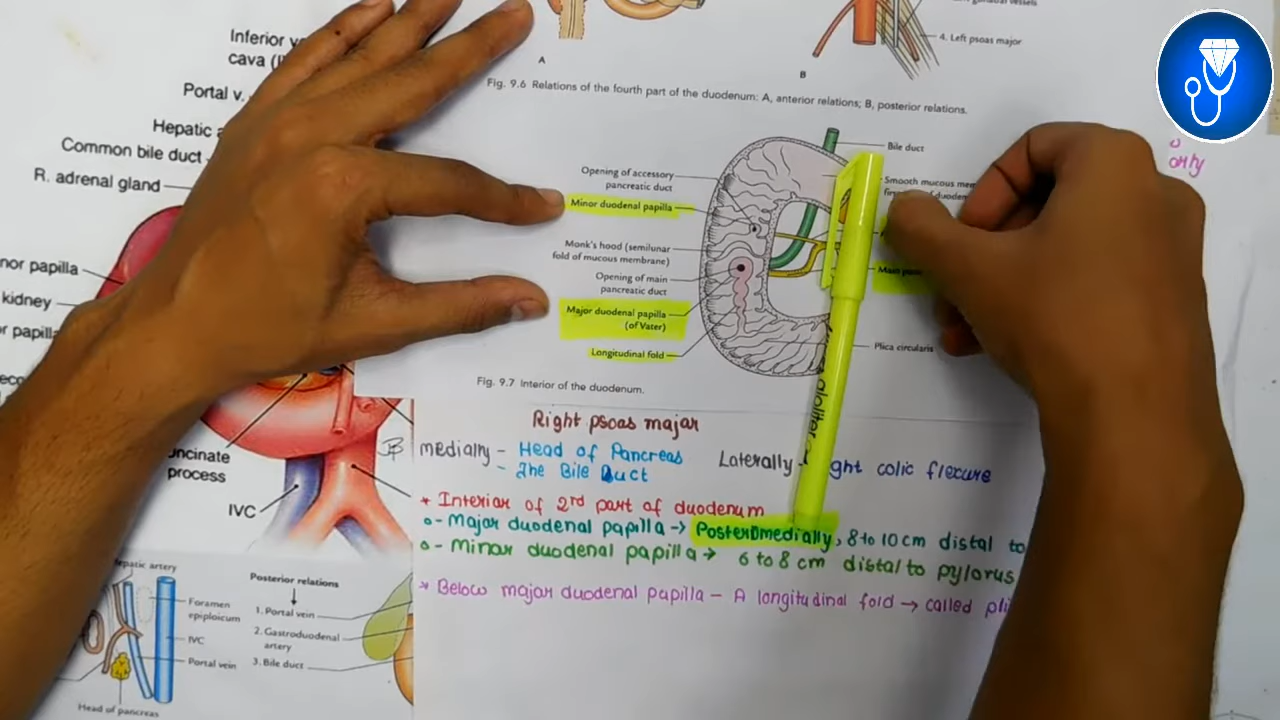 Inferior
cava
Portal v.
Hepatic
Common bile duct
R. adrenal gland
papilla
kidney
Uncinate
process
IVC
A
B
4. Left psoas major
Fig. 9.6 Relations of the fourth part of the duodenum: A, anterior relations; B, posterior relations.
Bile duct
Opening of accessory
pancreatic duct
Minor duodenal papilla
Monk's hood (semilunar
fold of mucous membrane)
Opening of main
pancreatic duct
Major duodenal papilla
(of Vater)
Longitudinal fold
Smooth mucous
Plica circularis
Fig. 9.7 Interior of the duodenum.
only
Right psoas major
medially - Head of Pancreas
- The Bile Duct
Laterally - colic flexure
* Interior of 2nd part of duodenum
o- Major duodenal papilla → Posteromedially, 8 to 10 cm distal to
o- Minor duodenal papilla → 6 to 8 cm distal to pylorus
* Below major duodenal papilla - A longitudinal fold → called
Hepatic artery
Foramen
epiploicum
IVC
Portal vein
Head of pancreas
Posterior relations
1. Portal vein
2. Gastroduodenal
artery
3. Bile duct